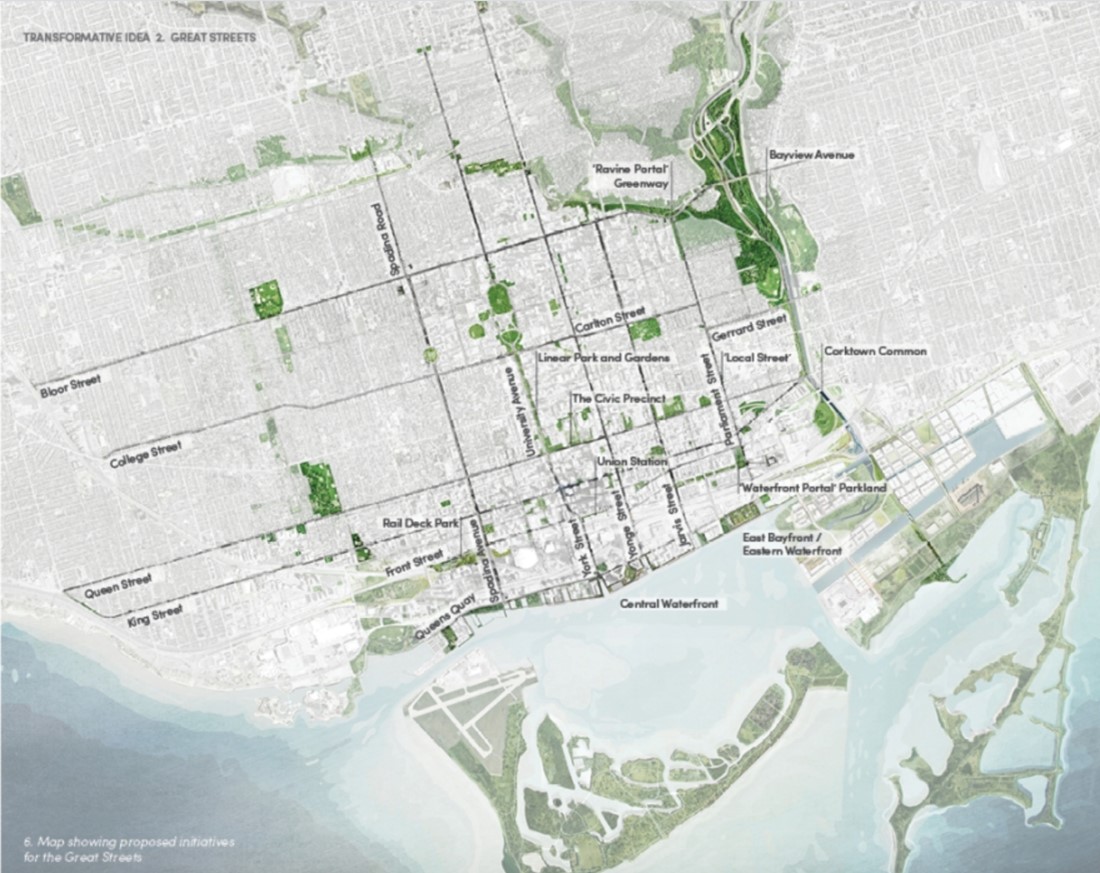 TRANSFORMATIVE IDEA 2. GREAT STREETS
Bayview Avenue
'Ravine Portal'
Greenway
Spadina Road
Carlton Street
Gerrard Street
Linear Park and Gardens
'Local Street'
Corktown Common
Bloor Street
University Avenue
Parliament Street
The Civic Precinct
College Street
Union Station
'Waterfront Portal' Parkland
Rail Deck Park
Spadina Avenue
York Street
Yonge Street
Jarvis Street
East Bayfront /
Eastern Waterfront
Front Street
Queen Street
King Street
Queens Quay
Central Waterfront
6. Map showing proposed initiatives
for the Great Streets